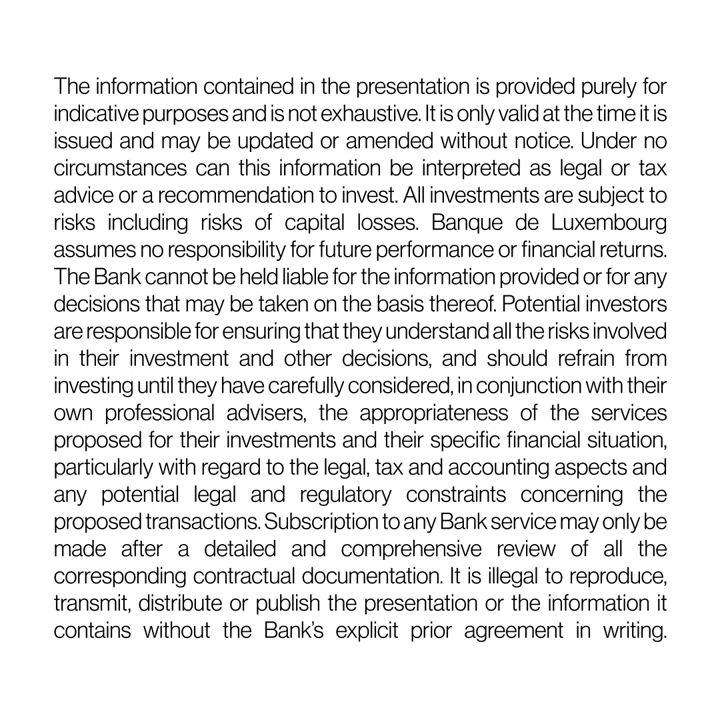 The information contained in the presentation is provided purely for
indicative purposes and is not exhaustive. It is only valid at the time it is
issued and may be updated or amended without notice. Under no
circumstances can this information be interpreted as legal or tax
advice or a recommendation to invest. All investments are subject to
risks including risks of capital losses. Banque de Luxembourg
assumes no responsibility for future performance or financial returns.
The Bank cannot be held liable for the information provided or for any
decisions that may be taken on the basis thereof. Potential investors
are responsible for ensuring that they understand all the risks involved
in their investment and other decisions, and should refrain from
investing until they have carefully considered, in conjunction with their
own professional advisers, the appropriateness of the services
proposed for their investments and their specific financial situation,
particularly with regard to the legal, tax and accounting aspects and
any potential legal and regulatory constraints concerning the
proposed transactions. Subscription to any Bank service may only be
made after a detailed and comprehensive review of all the
corresponding contractual documentation. It is illegal to reproduce,
transmit, distribute or publish the presentation or the information it
contains without the Bank's explicit prior agreement in writing.